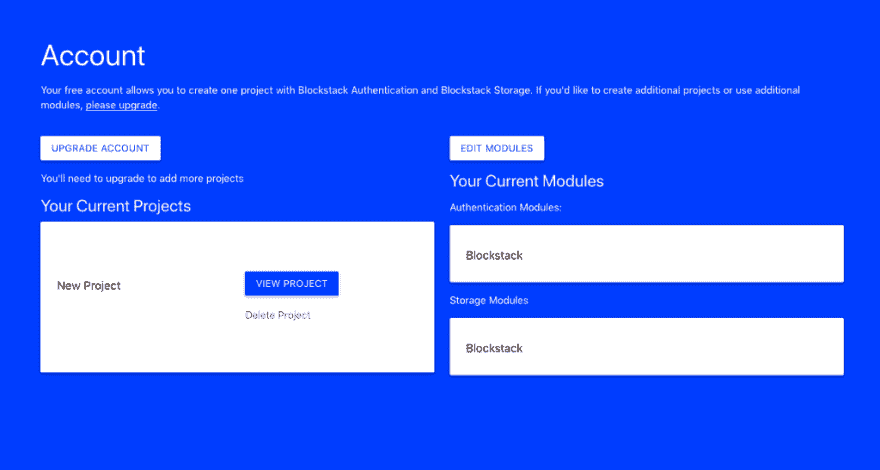 Account
Your free account allows you to create one project with Blockstack Authentication and Blockstack Storage. If you'd like to create additional projects or use additional
modules, please upgrade.
UPGRADE ACCOUNT
You'll need to upgrade to add more projects
Your Current Projects
New Project
VIEW PROJECT
Delete Project
EDIT MODULES
Your Current Modules
Authentication Modules:
Blockstack
Storage Modules
Blockstack